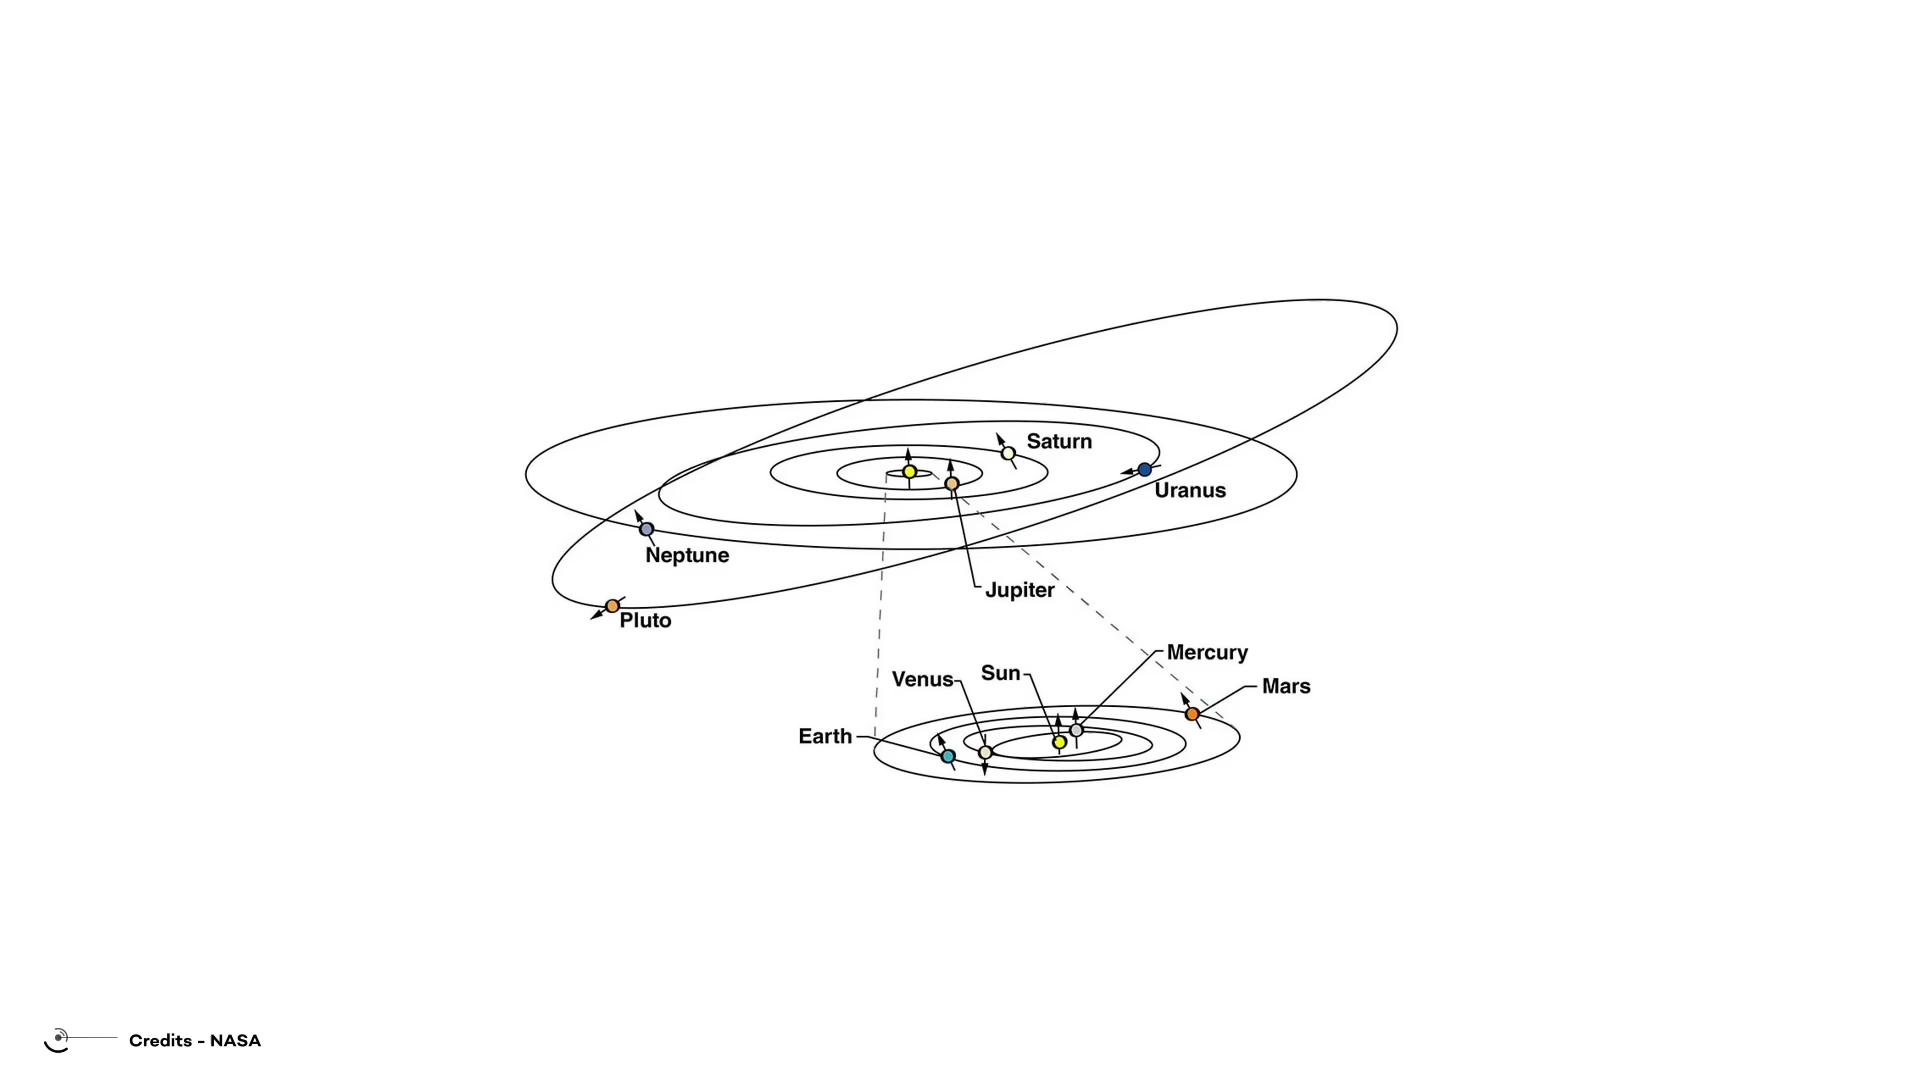 Saturn
Uranus
Neptune
Jupiter
Pluto
Mercury
Venus
Sun
Mars
Earth
Credits - NASA